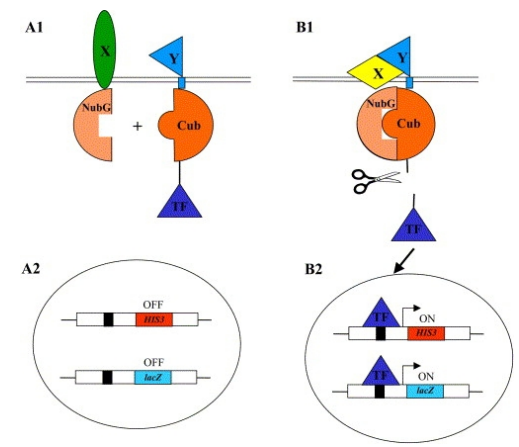 A1
X
Y
NubG
+
Cub
TF
B1
X
Y
NubG
Cub
TF
A2
OFF
HIS3
OFF
lacZ
B2
TF
ON
HIS3
TF
ON
lacZ